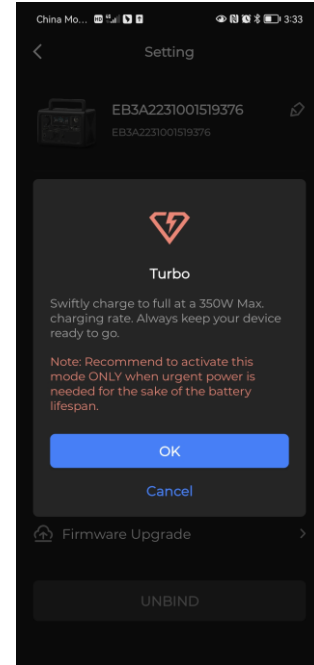 China Mo... HD 3:33
Setting
EB3A2231001519376
EB3A2231001519376
Turbo
Swiftly charge to full at a 350W Max.
charging rate. Always keep your device
ready to go.
Note: Recommend to activate this
mode ONLY when urgent power is
needed for the sake of the battery
lifespan.
OK
Cancel
Firmware Upgrade
UNBIND